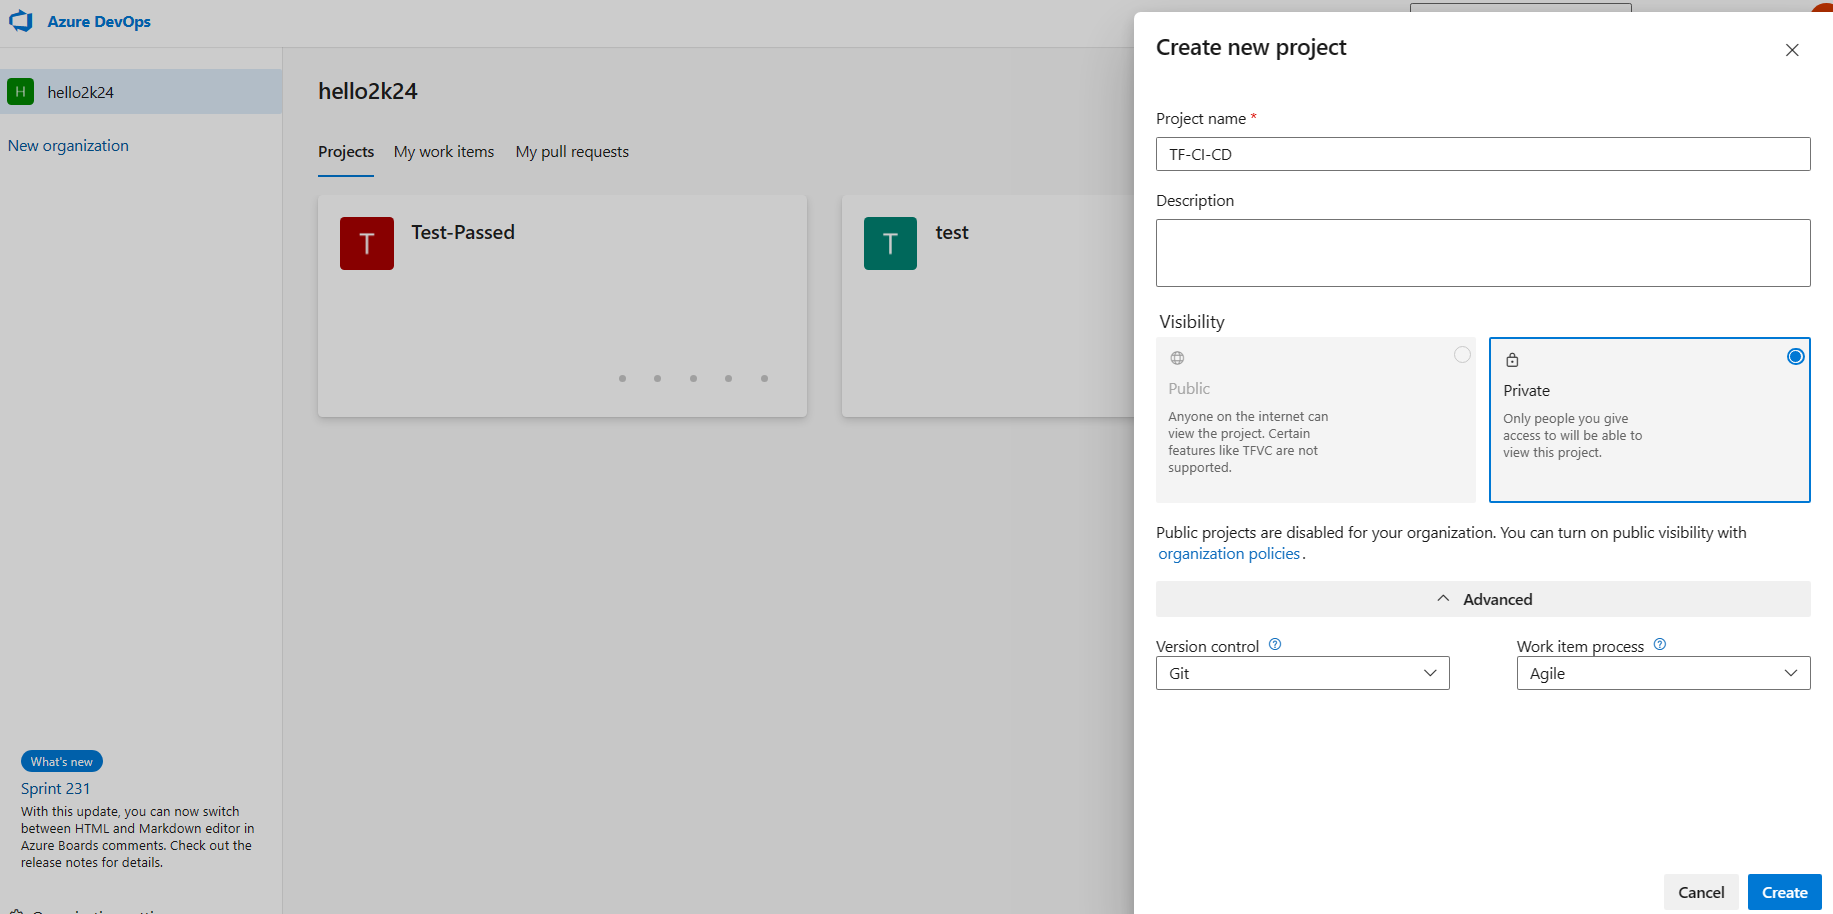 Azure DevOps
H hello2k24
New organization
hello2k24
Projects My work items My pull requests
T Test-Passed
T test
What's new
Sprint 231
With this update, you can now switch
between HTML and Markdown editor in
Azure Boards comments. Check out the
release notes for details.
Create new project
Project name *
TF-CI-CD
Description
Visibility
Public
Anyone on the internet can
view the project. Certain
features like TFVC are not
supported.
Private
Only people you give
access to will be able to
view this project.
Public projects are disabled for your organization. You can turn on public visibility with
organization policies.
Advanced
Version control ?
Git
Work item process ?
Agile
Cancel Create